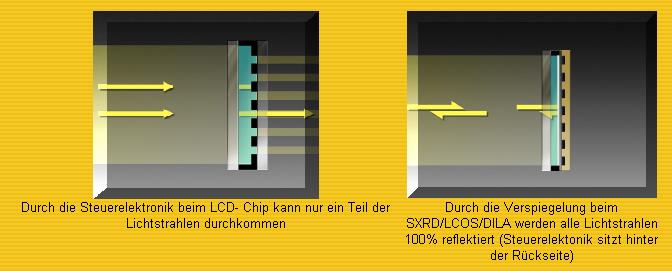 Durch die Steuerelektronik beim LCD- Chip kann nur ein Teil der
Lichtstrahlen durchkommen
Durch die Verspiegelung beim
SXRD/LCOS/DILA werden alle Lichtstrahlen
100% reflektiert (Steuerelektonik sitzt hinter
der Rückseite)